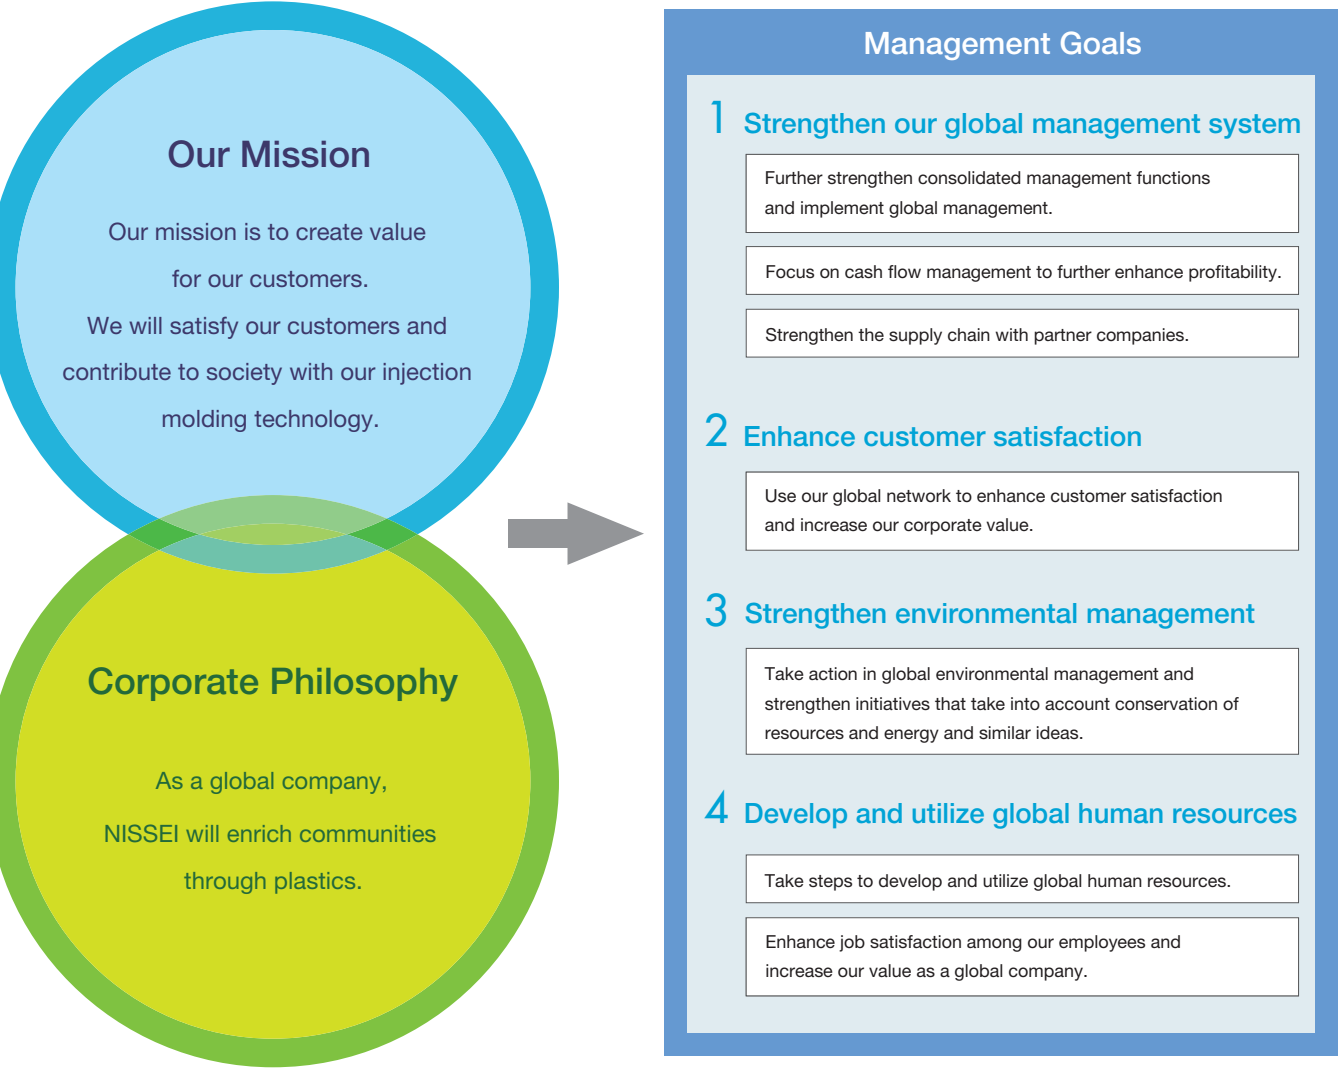 Our Mission
Our mission is to create value
for our customers.
We will satisfy our customers and
contribute to society with our injection
molding technology.
Corporate Philosophy
As a global company,
NISSEI will enrich communities
through plastics.
Management Goals
1 Strengthen our global management system
Further strengthen consolidated management functions
and implement global management.
Focus on cash flow management to further enhance profitability.
Strengthen the supply chain with partner companies.
2 Enhance customer satisfaction
Use our global network to enhance customer satisfaction
and increase our corporate value.
3 Strengthen environmental management
Take action in global environmental management and
strengthen initiatives that take into account conservation of
resources and energy and similar ideas.
4 Develop and utilize global human resources
Take steps to develop and utilize global human resources.
Enhance job satisfaction among our employees and
increase our value as a global company.